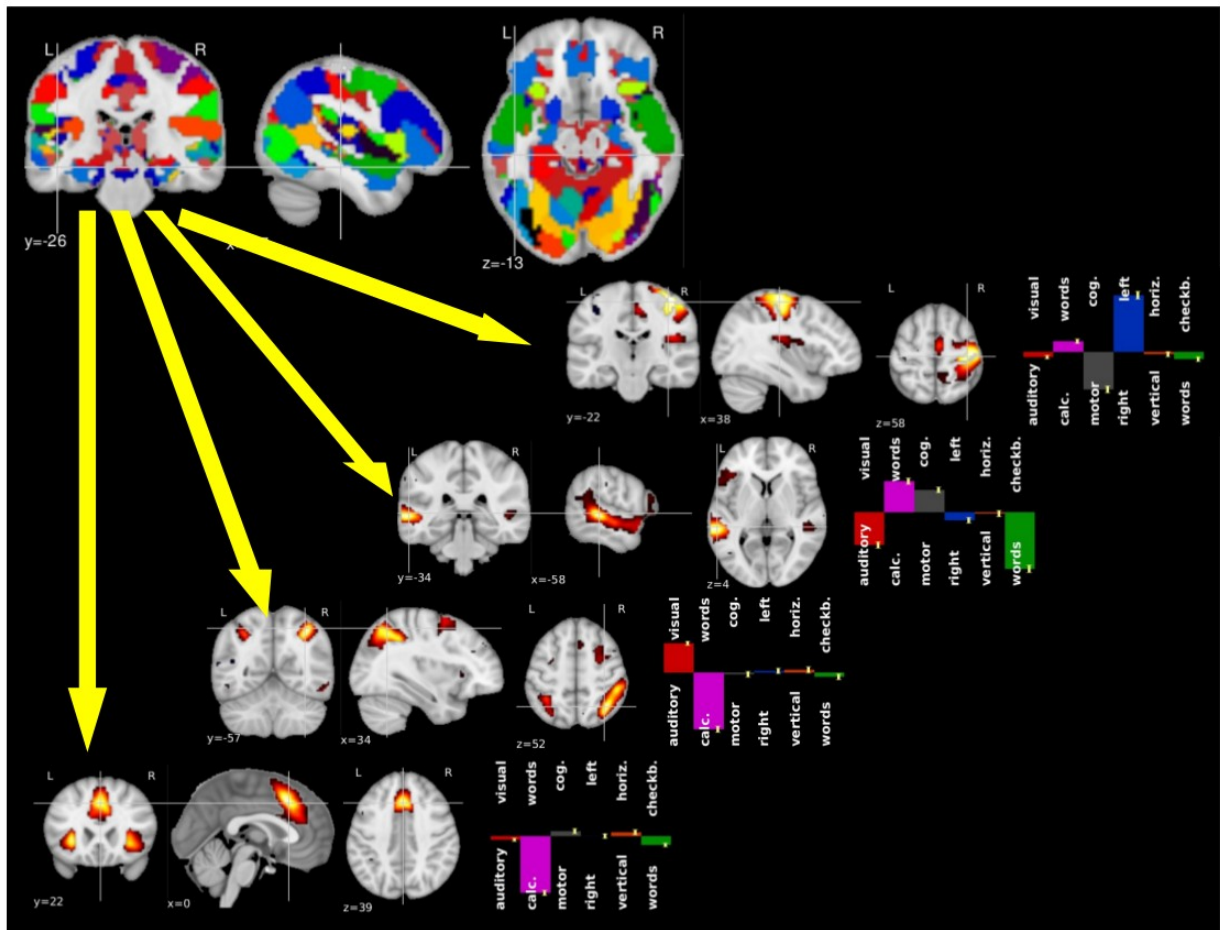 L R
L R
y=-26
x
z=-13
L R
L R
y=-22
x=38
z=58
visual words cog. left horiz. checkb.
auditory calc. motor right vertical words
L R
L R
y=-34
x=-58
z=4
visual words cog. left horiz. checkb.
auditory calc. motor right vertical words
L R
L R
y=-57
x=34
z=52
visual words cog. left horiz. checkb.
auditory calc. motor right vertical words
L R
L R
y=22
x=0
z=39
visual words cog. left horiz. checkb.
auditory calc. motor right vertical words